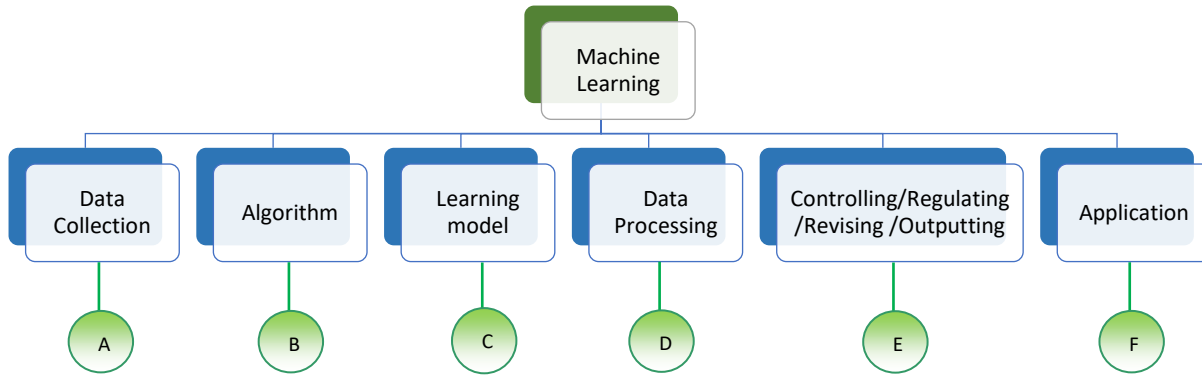 Machine
Learning
Data
Collection
Algorithm
Learning
model
Data
Processing
Controlling/Regulating
/Revising /Outputting
Application
A
B
C
D
E
F